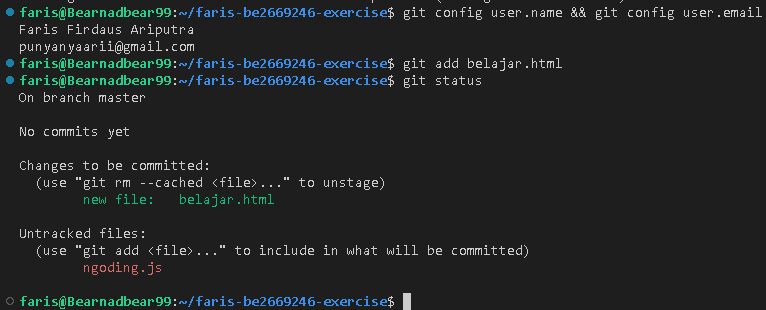 faris@Bearnadbear99:~/faris-be2669246-exercise$ git config user.name && git config user.email
Faris Firdaus Ariputra
punyanyaarii@gmail.com
faris@Bearnadbear99:~/faris-be2669246-exercise$ git add belajar.html
faris@Bearnadbear99:~/faris-be2669246-exercise$ git status
On branch master
No commits yet
Changes to be committed:
(use "git rm --cached <file>..." to unstage)
new file:   belajar.html
Untracked files:
(use "git add <file>..." to include in what will be committed)
ngoding.js
faris@Bearnadbear99:~/faris-be2669246-exercise$